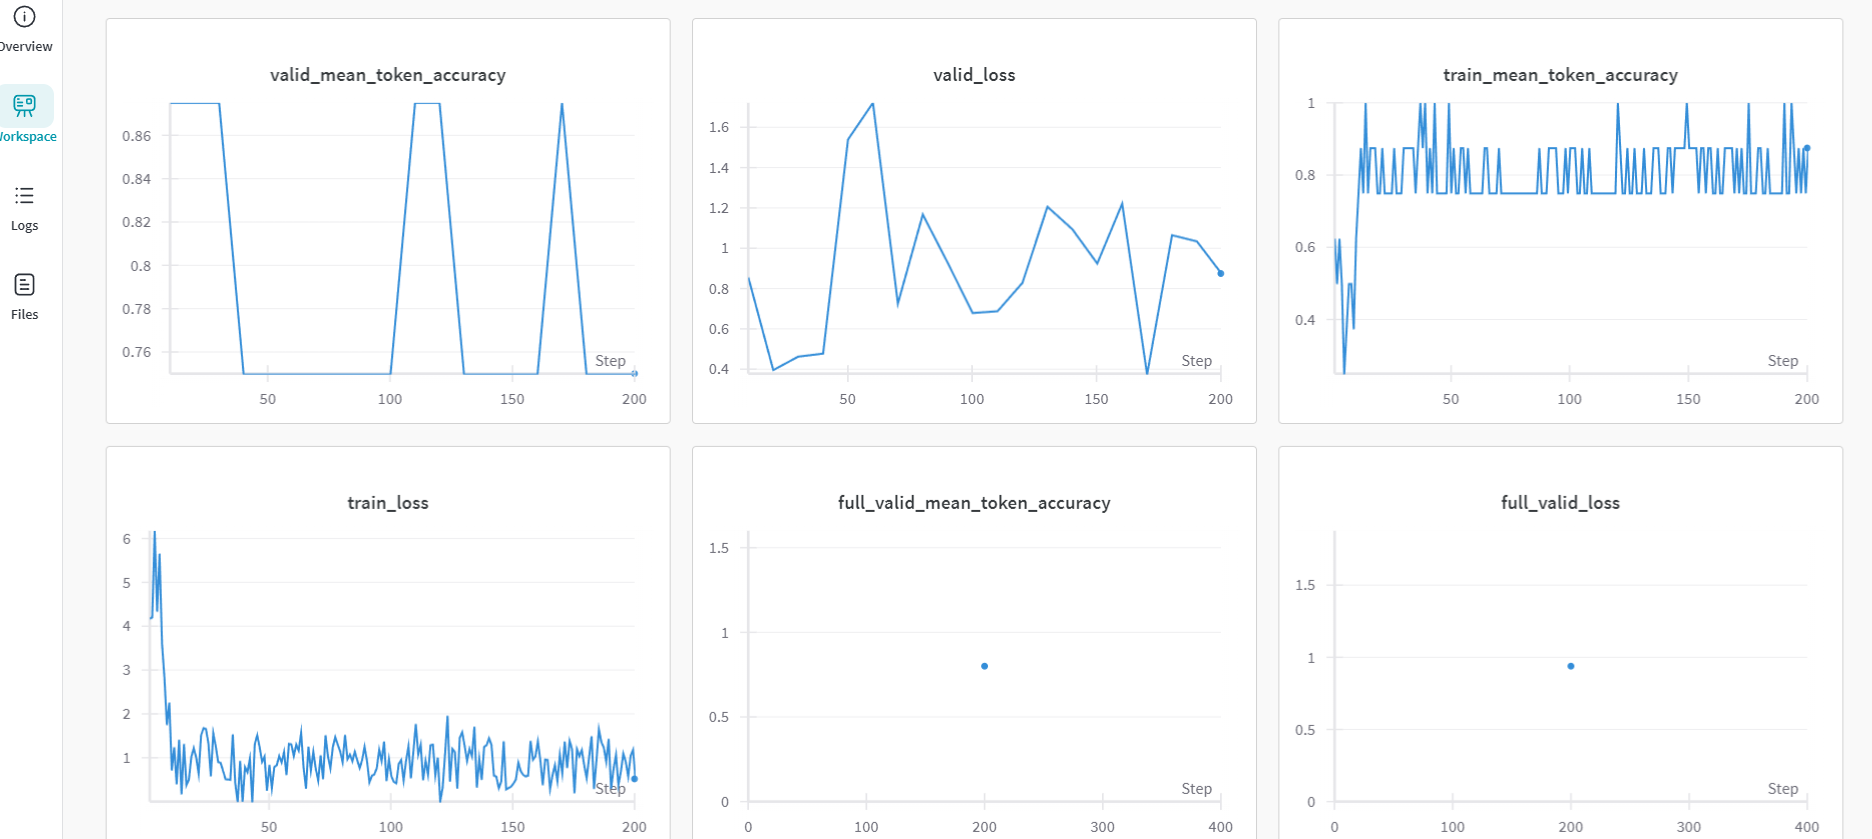 Overview
Workspace
Logs
Files
valid_mean_token_accuracy
0.86
0.84
0.82
0.8
0.78
0.76
Step
50 100 150 200
valid_loss
1.6
1.4
1.2
1
0.8
0.6
0.4
Step
50 100 150 200
train_mean_token_accuracy
1
0.8
0.6
0.4
Step
50 100 150 200
train_loss
6
5
4
3
2
1
Step
50 100 150 200
full_valid_mean_token_accuracy
1.5
1
0.5
0
Step
0 100 200 300 400
full_valid_loss
1.5
1
0.5
0
Step
0 100 200 300 400